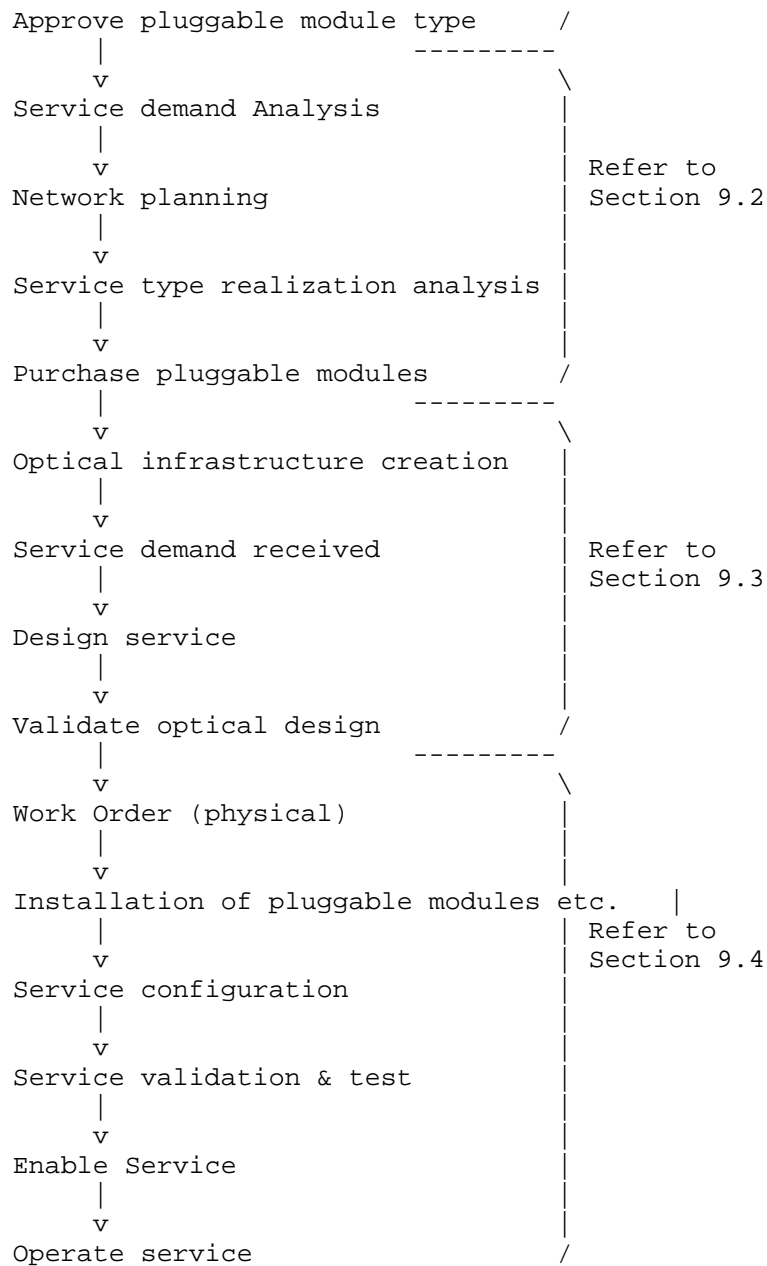 Approve pluggable module type     /
     |                   ---------
     v                            \
Service demand Analysis           |
     |                            |
     v                            | Refer to
Network planning                  | Section 9.2
     |                            |
     v                            |
Service type realization analysis |
     |                            |
     v                            |
Purchase pluggable modules        /
     |                   ---------
     v                            \
Optical infrastructure creation   |
     |                            |
     v                            |
Service demand received           | Refer to
     |                            | Section 9.3
     v                            |
Design service                    |
     |                            |
     v                            |
Validate optical design           /
     |                   ---------
     v                            \
Work Order (physical)             |
     |                            |
     v                            |
Installation of pluggable modules etc.   |
     |                            | Refer to
     v                            | Section 9.4
Service configuration             |
     |                            |
     v                            |
Service validation & test         |
     |                            |
     v                            |
Enable Service                    |
     |                            |
     v                            |
Operate service                   /